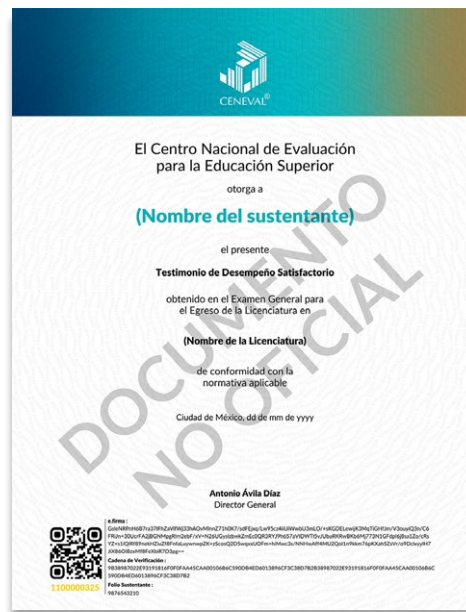 CENEVAL®
El Centro Nacional de Evaluación
para la Educación Superior
otorga a
(Nombre del sustentante)
el presente
Testimonio de Desempeño Satisfactorio
obtenido en el Examen General para
el Egreso de la Licenciatura en
(Nombre de la Licenciatura)
de conformidad con la
normativa aplicable
Ciudad de México, dd de mm de yyyy
DOCUMENTO
NO OFICIAL
Antonio Ávila Díaz
Director General
e.firma :
Cadena de Verificación :
Folio Sustentante :
9876543210
1100000325